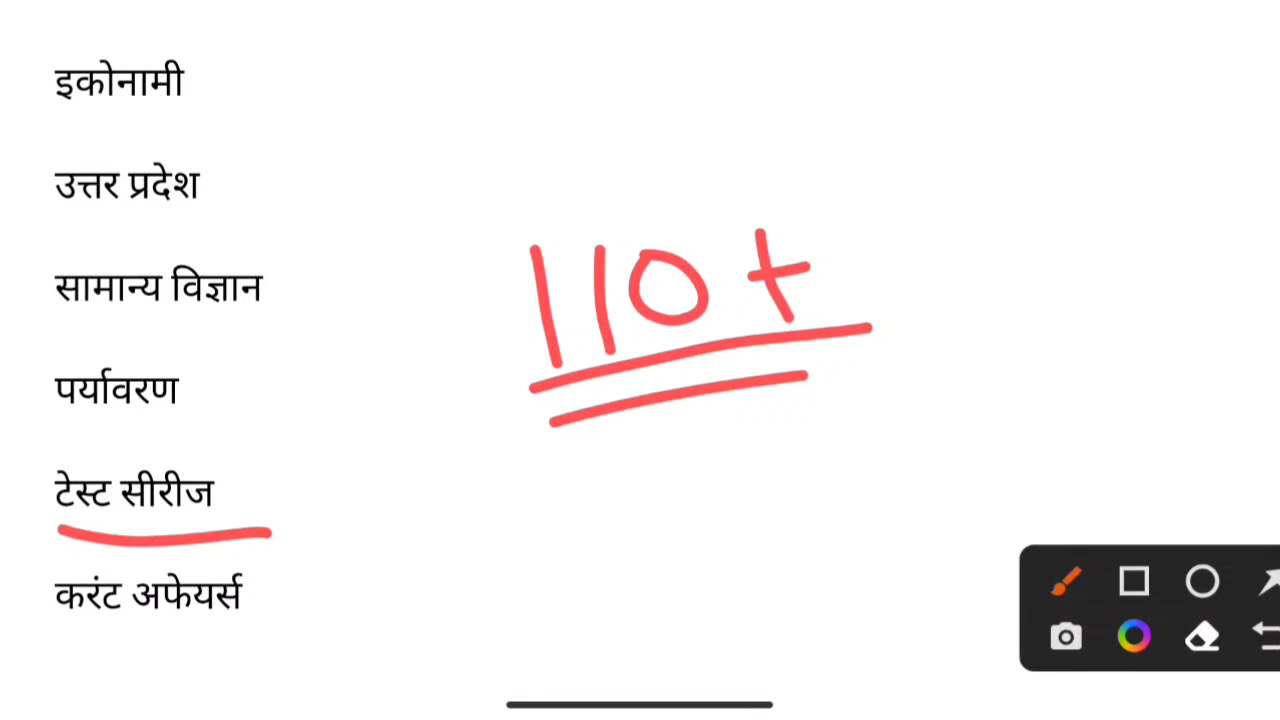 इकोनामी
उत्तर प्रदेश
सामान्य विज्ञान
110+
पर्यावरण
टेस्ट सीरीज
करंट अफेयर्स